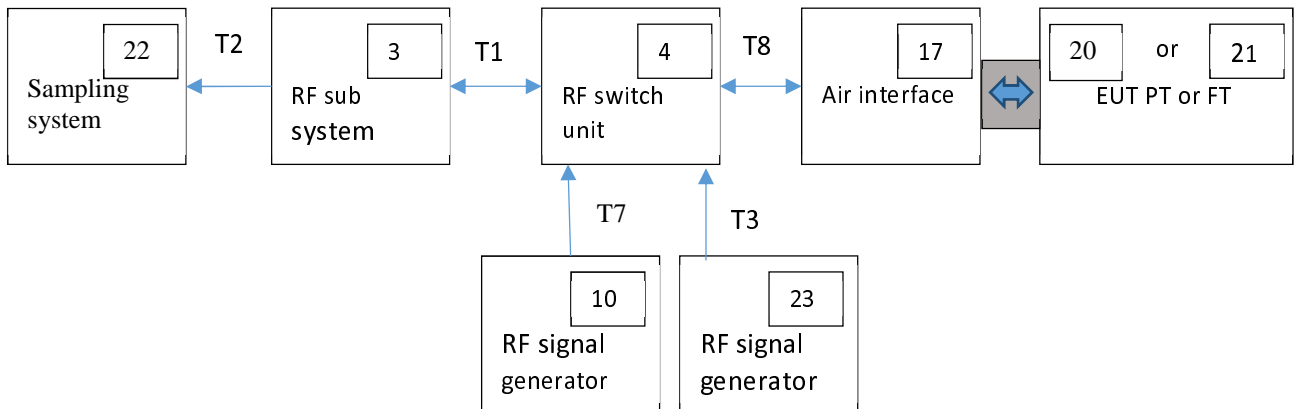 22
Sampling
system
T2
3
RF sub
system
T1
4
RF switch
unit
T8
17
Air interface
20 or 21
EUT PT or FT
T7
T3
10
RF signal
generator
23
RF signal
generator